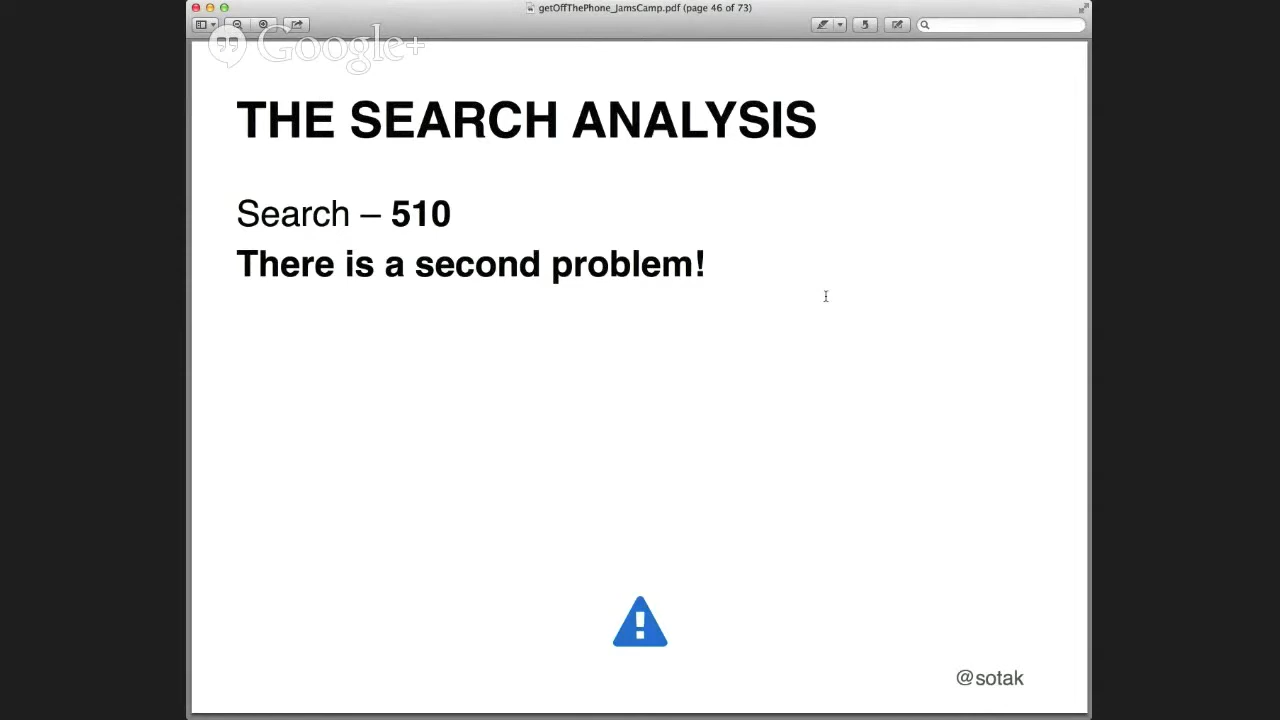 getOffThePhone_JamsCamp.pdf (page 46 of 73)
Google+
THE SEARCH ANALYSIS
Search – 510
There is a second problem!
@sotak